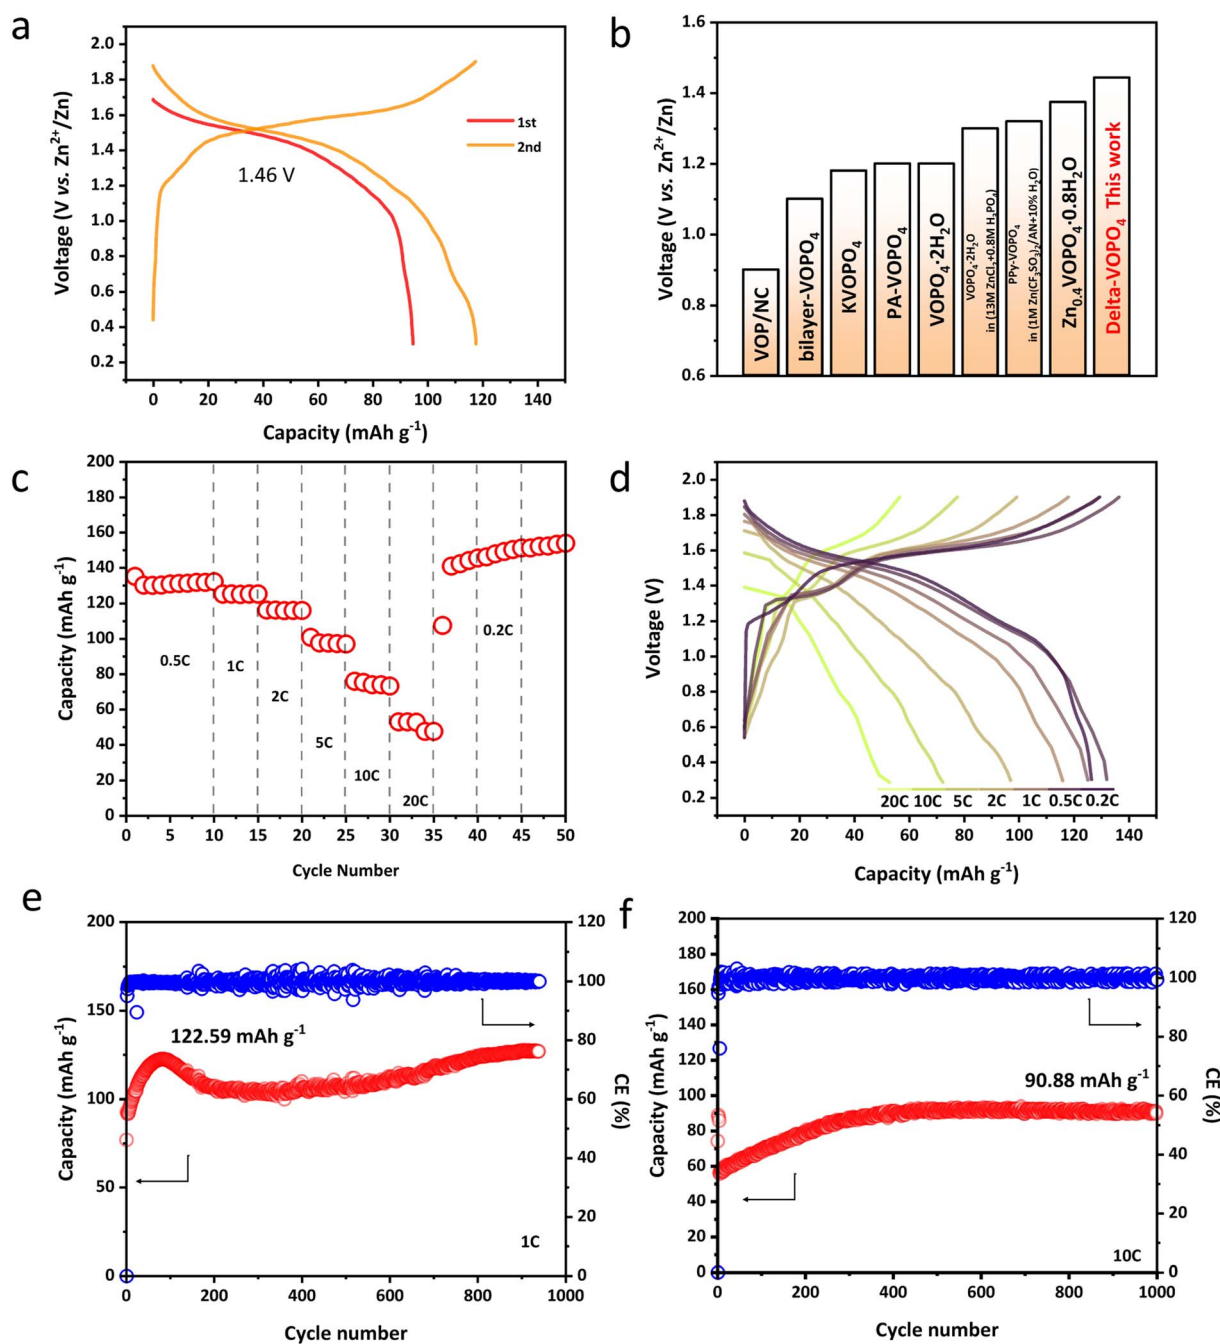 a
Voltage (V vs. Zn²⁺/Zn)
2.0
1.8
1.6
1.4
1.2
1.0
0.8
0.6
0.4
0.2
1st
2nd
1.46 V
0 20 40 60 80 100 120 140
Capacity (mAh g⁻¹)
b
Voltage (V vs. Zn²⁺/Zn)
1.6
1.4
1.2
1.0
0.8
0.6
VOP/NC
bilayer-VOPO₄
KVOPO₄
PA-VOPO₄
VOPO₄·2H₂O
VOPO₄·2H₂O
in (13M ZnCl₂+0.8M H₃PO₄)
PPy-VOPO₄
in (1M Zn(CF₃SO₃)₂/AN+10% H₂O)
Zn₀.₄VOPO₄·0.8H₂O
Delta-VOPO₄ This work
c
Capacity (mAh g⁻¹)
200
180
160
140
120
100
80
60
40
20
0
0.5C
1C
2C
5C
10C
20C
0.2C
0 5 10 15 20 25 30 35 40 45 50
Cycle Number
d
Voltage (V)
2.0
1.8
1.6
1.4
1.2
1.0
0.8
0.6
0.4
0.2
20C 10C 5C 2C 1C 0.5C 0.2C
0 20 40 60 80 100 120 140
Capacity (mAh g⁻¹)
e
Capacity (mAh g⁻¹)
200
175
150
125
100
75
50
25
0
122.59 mAh g⁻¹
1C
120
100
80
60
40
20
0
CE (%)
0 200 400 600 800 1000
Cycle number
f
Capacity (mAh g⁻¹)
200
180
160
140
120
100
80
60
40
20
0
90.88 mAh g⁻¹
10C
120
100
80
60
40
20
0
CE (%)
0 200 400 600 800 1000
Cycle number